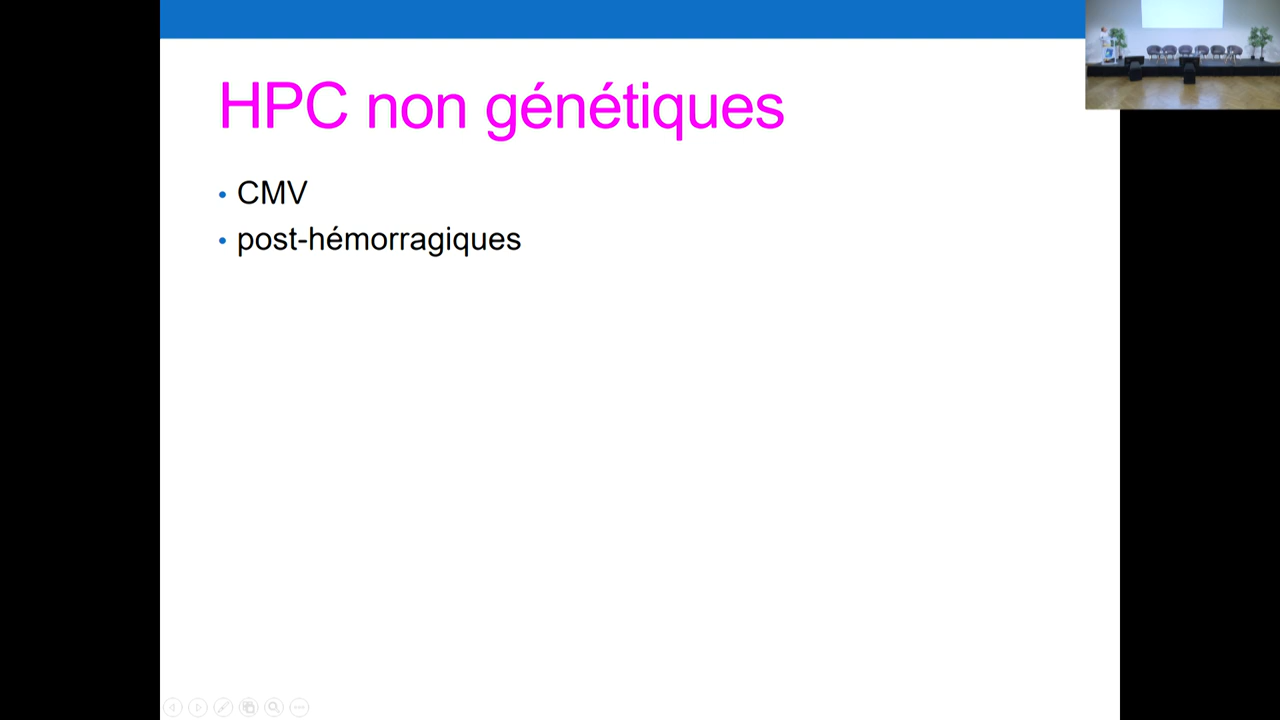 HPC non génétiques
• CMV
• post-hémorragiques